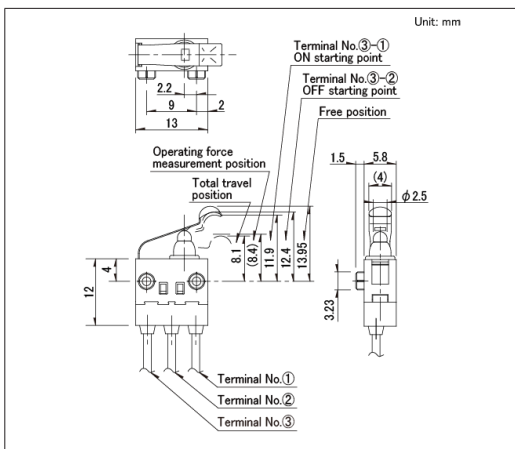 Unit: mm
Terminal No.③-①
ON starting point
Terminal No.③-②
OFF starting point
Free position
2.2
9
2
13
Operating force
measurement position
Total travel
position
1.5
5.8
(4)
φ2.5
4
12
8.1
(8.4)
11.9
12.4
13.95
3.23
Terminal No.①
Terminal No.②
Terminal No.③